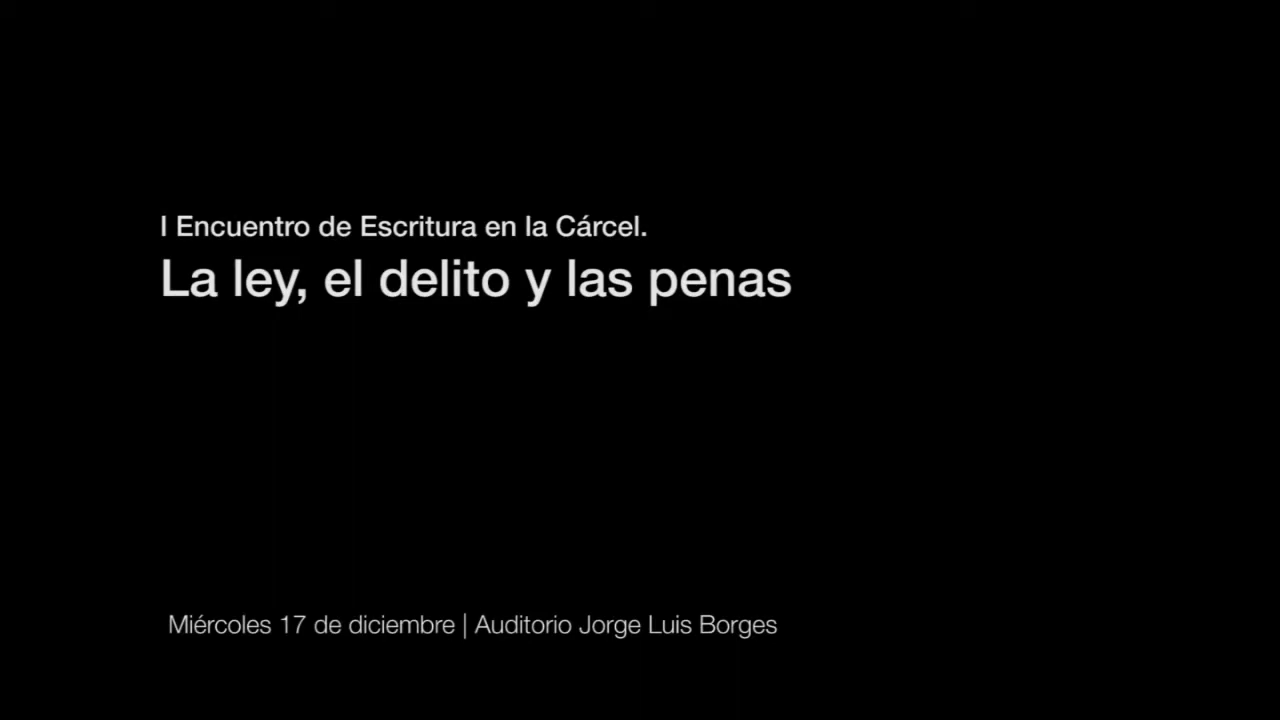 I Encuentro de Escritura en la Cárcel.
La ley, el delito y las penas
Miércoles 17 de diciembre | Auditorio Jorge Luis Borges